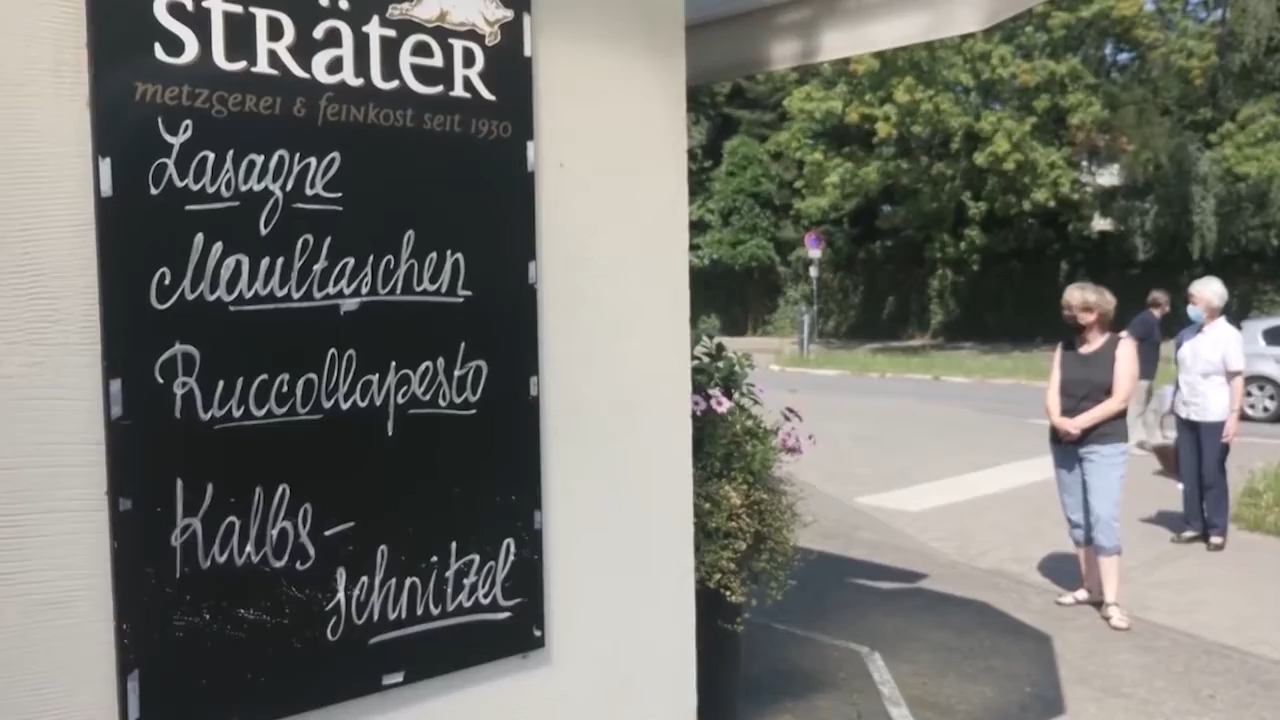 sträter
metzgerei & feinkost seit 1930
Lasagne
Maultaschen
Ruccollapesto
Kalbs-
schnitzel